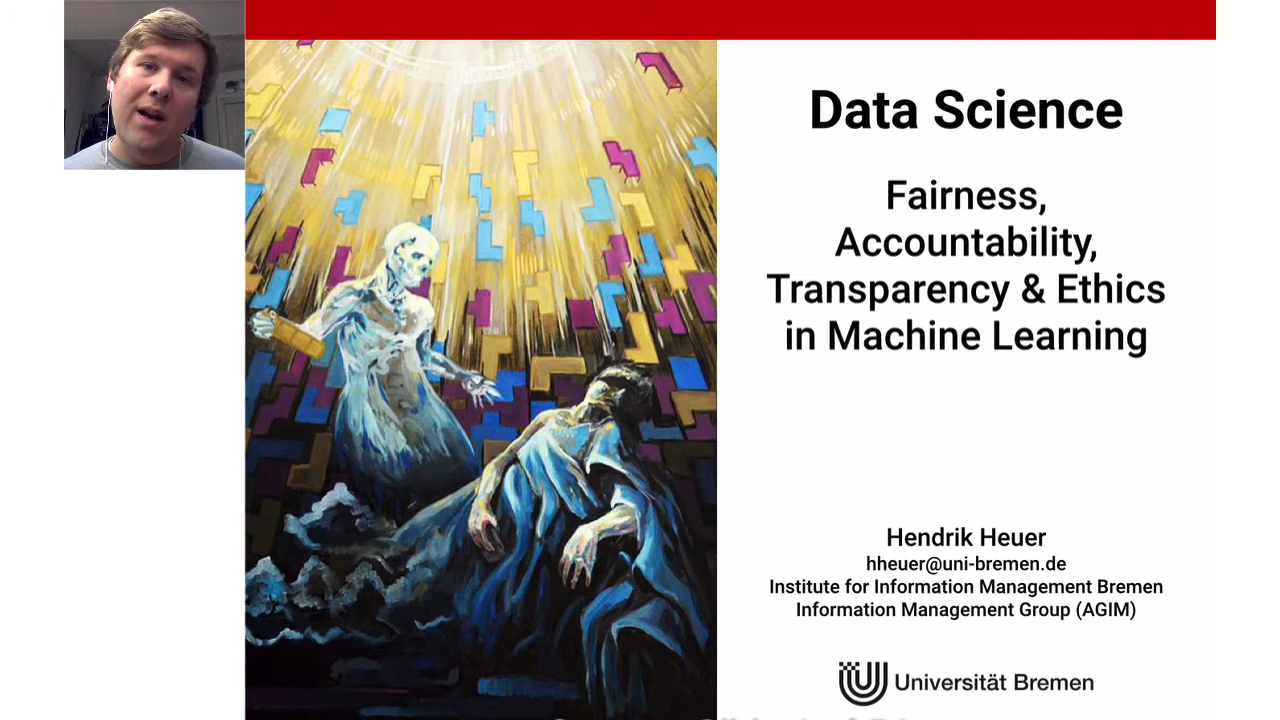 Data Science
Fairness,
Accountability,
Transparency & Ethics
in Machine Learning
Hendrik Heuer
hheuer@uni-bremen.de
Institute for Information Management Bremen
Information Management Group (AGIM)
Universität Bremen